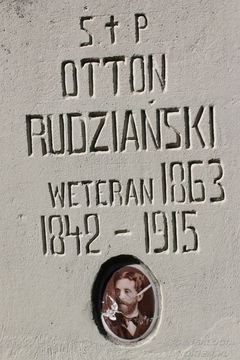 S † P
OTTON
RUDZIAŃSKI
WETERAN 1863
1842 - 1915